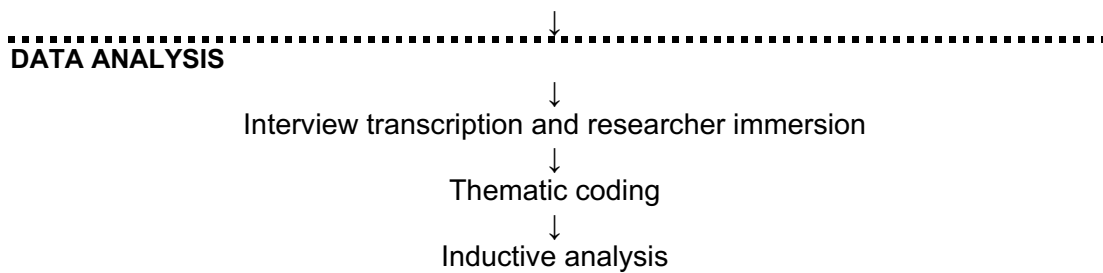 ↓
DATA ANALYSIS
↓
Interview transcription and researcher immersion
↓
Thematic coding
↓
Inductive analysis